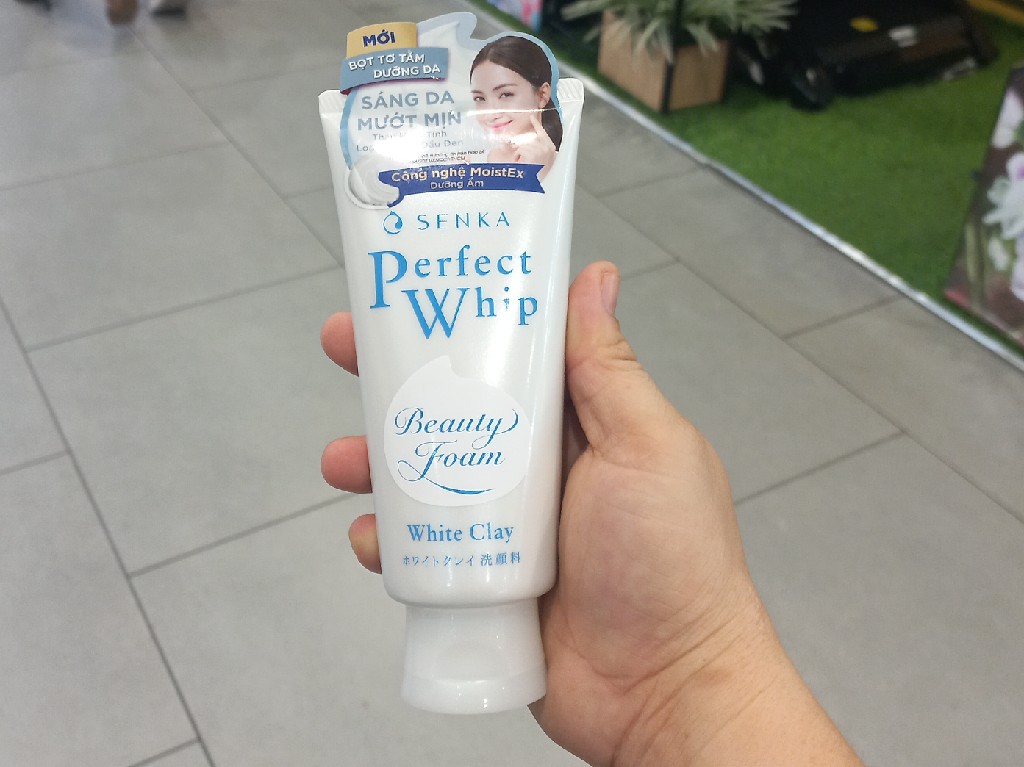 MỚI
BỌT TƠ TẰM
DƯỠNG DA
SÁNG DA
MƯỚT MỊN
Công nghệ MoistEx
Dưỡng Ẩm
SENKA
Perfect
Whip
Beauty
Foam
White Clay
ホワイトクレイ 洗顔料